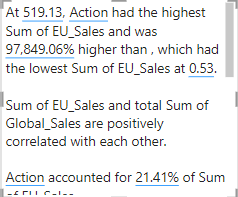 At 519.13, Action had the highest
Sum of EU_Sales and was
97,849.06% higher than , which had
the lowest Sum of EU_Sales at 0.53.
Sum of EU_Sales and total Sum of
Global_Sales are positively
correlated with each other.
Action accounted for 21.41% of Sum
of EU_Sales